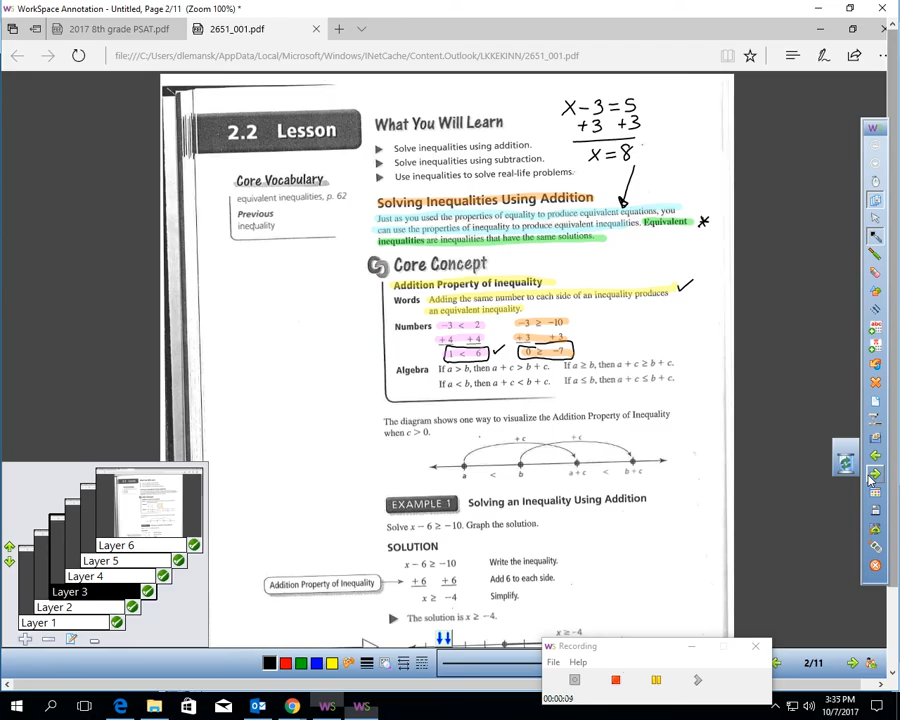 WorkSpace Annotation - Untitled, Page 2/11 (Zoom 100%) *
2017 8th grade PSAT.pdf
2651_001.pdf
file:///C:/Users/dlemansk/AppData/Local/Microsoft/Windows/INetCache/Content.Outlook/LKKEKINN/2651_001.pdf
2.2 Lesson
What You Will Learn
Solve inequalities using addition.
Solve inequalities using subtraction.
Use inequalities to solve real-life problems.
x-3=5
+3 +3
x=8
Core Vocabulary
equivalent inequalities, p. 62
Previous
inequality
Solving Inequalities Using Addition
Just as you used the properties of equality to produce equivalent equations, you
can use the properties of inequality to produce equivalent inequalities. Equivalent
inequalities are inequalities that have the same solutions.
Core Concept
Addition Property of Inequality
Words Adding the same number to each side of an inequality produces
an equivalent inequality.
Numbers −3 < 2 −3 ≥ −10
+4 +4 +3 +3
1 < 6 0 ≥ −7
Algebra If a > b, then a + c > b + c. If a ≥ b, then a + c ≥ b + c.
If a < b, then a + c < b + c. If a ≤ b, then a + c ≤ b + c.
The diagram shows one way to visualize the Addition Property of Inequality
when c > 0.
+c +c
a < b a + c < b + c
EXAMPLE 1 Solving an Inequality Using Addition
Solve x − 6 ≥ −10. Graph the solution.
SOLUTION
x − 6 ≥ −10 Write the inequality.
Addition Property of Inequality
+6 +6 Add 6 to each side.
x ≥ −4 Simplify.
The solution is x ≥ −4.
x ≥ −4
Layer 6
Layer 5
Layer 4
Layer 3
Layer 2
Layer 1
Recording
File Help
00:00:04
2/11
abc
3:35 PM
10/7/2017